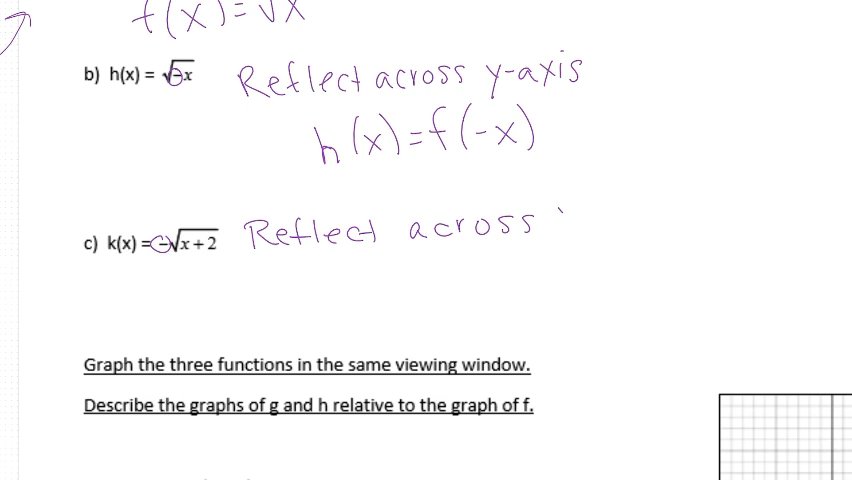 f(x)=√x
b) h(x) = √-x Reflect across y-axis
h(x)=f(-x)
c) k(x) = -√x+2 Reflect across
Graph the three functions in the same viewing window.
Describe the graphs of g and h relative to the graph of f.